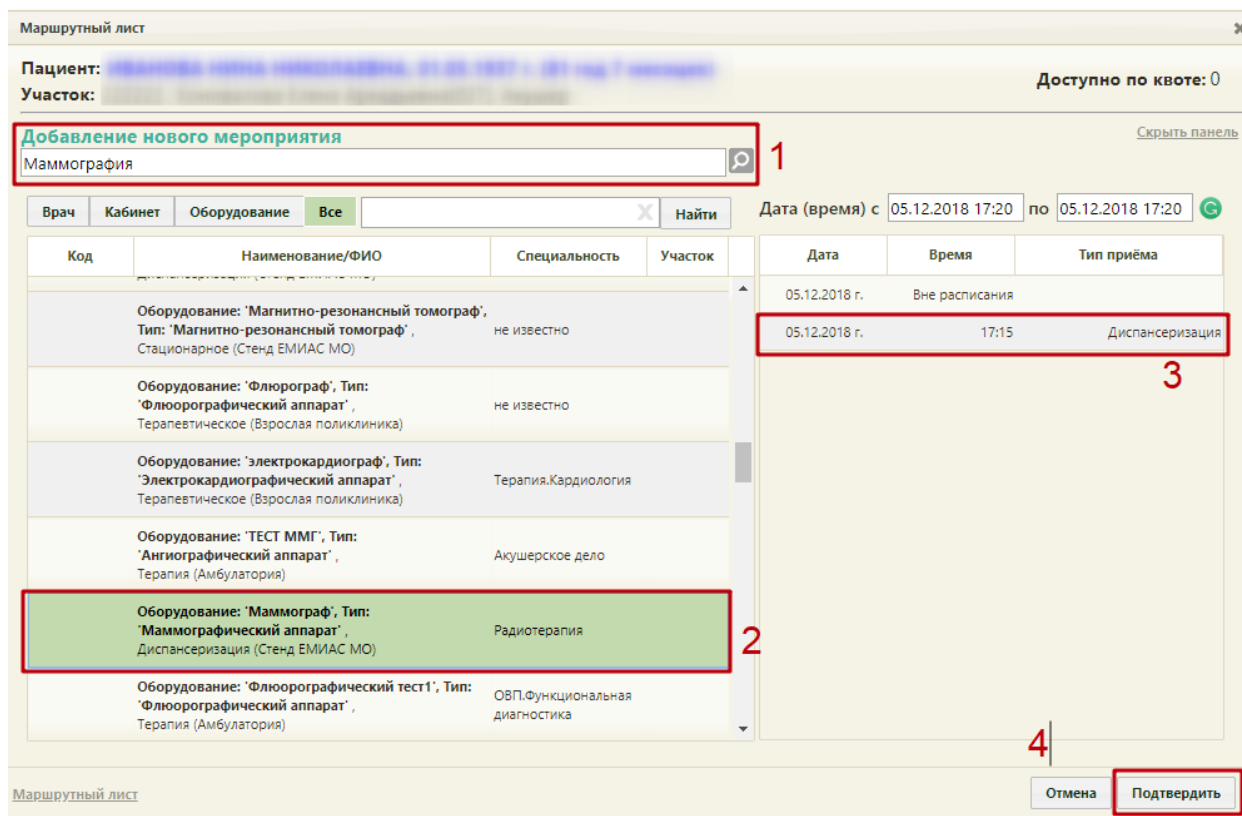 Маршрутный лист
Пациент:
Участок:
Доступно по квоте: 0
Добавление нового мероприятия
Скрыть панель
Маммография
1
Врач Кабинет Оборудование Все Найти
Дата (время) с 05.12.2018 17:20 по 05.12.2018 17:20
Код Наименование/ФИО Специальность Участок
Дата Время Тип приёма
Оборудование: 'Магнитно-резонансный томограф',
Тип: 'Магнитно-резонансный томограф' ,
Стационарное (Стенд ЕМИАС МО)
не известно
Оборудование: 'Флюрограф', Тип:
'Флюорографический аппарат' ,
Терапевтическое (Взрослая поликлиника)
не известно
Оборудование: 'электрокардиограф', Тип:
'Электрокардиографический аппарат' ,
Терапевтическое (Взрослая поликлиника)
Терапия.Кардиология
Оборудование: 'ТЕСТ ММГ', Тип:
'Ангиографический аппарат' ,
Терапия (Амбулатория)
Акушерское дело
Оборудование: 'Маммограф', Тип:
'Маммографический аппарат' ,
Диспансеризация (Стенд ЕМИАС МО)
Радиотерапия
2
Оборудование: 'Флюорографический тест1', Тип:
'Флюорографический аппарат' ,
Терапия (Амбулатория)
ОВП.Функциональная
диагностика
05.12.2018 г. Вне расписания
05.12.2018 г. 17:15 Диспансеризация
3
4
Маршрутный лист
Отмена Подтвердить